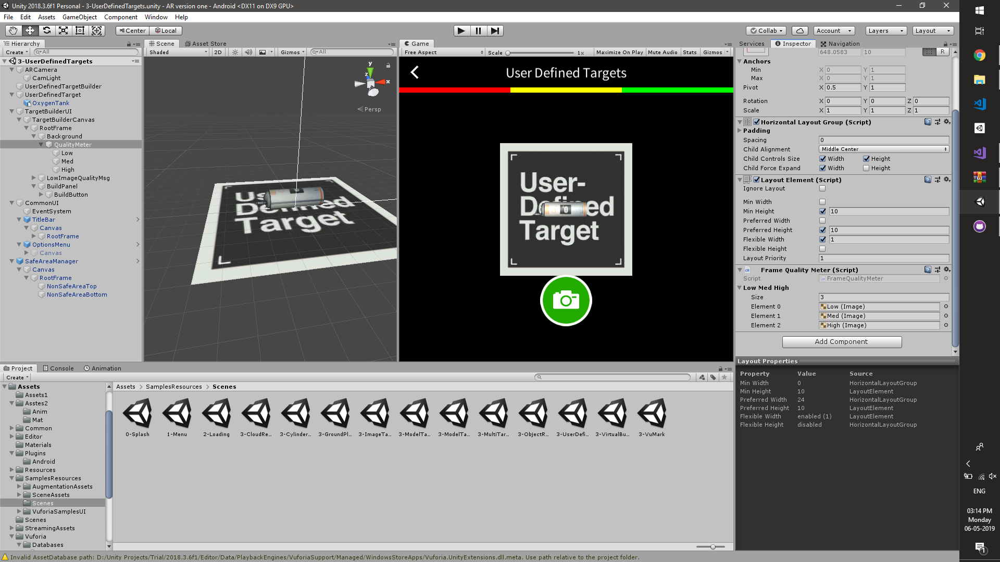 Unity 2018.3.6f1 Personal - 3-UserDefinedTargets.unity - AR version one - Android <DX11 on DX9 GPU>
File Edit Assets GameObject Component Window Help
Center Local
Collab Account Layers Layout
Hierarchy
Create All
3-UserDefinedTargets
ARCamera
CamLight
UserDefinedTargetBuilder
UserDefinedTarget
OxygenTank
TargetBuilderUI
TargetBuilderCanvas
RootFrame
Background
QualityMeter
Low
Med
High
LowImageQualityMsg
BuildPanel
BuildButton
CommonUI
EventSystem
TitleBar
Canvas
RootFrame
OptionsMenu
Canvas
SafeAreaManager
Canvas
RootFrame
NonSafeAreaTop
NonSafeAreaBottom
Scene Asset Store
Shaded 2D Gizmos All
y
z
x
Persp
Defined
Target
Game
Free Aspect Scale 1x Maximize On Play Mute Audio Stats Gizmos
User Defined Targets
User-
Defined
Target
Services Inspector Navigation
648.0583 10 R
Anchors
Min X 0 Y 1
Max X 0 Y 1
Pivot X 0.5 Y 1
Rotation X 0 Y 0 Z 0
Scale X 1 Y 1 Z 1
Horizontal Layout Group (Script)
Padding
Spacing 0
Child Alignment Middle Center
Child Controls Size Width Height
Child Force Expand Width Height
Layout Element (Script)
Ignore Layout
Min Width
Min Height 10
Preferred Width
Preferred Height 10
Flexible Width 1
Flexible Height
Layout Priority 1
Frame Quality Meter (Script)
Script FrameQualityMeter
Low Med High
Size 3
Element 0 Low (Image)
Element 1 Med (Image)
Element 2 High (Image)
Add Component
Layout Properties
Property Value Source
Min Width 0 HorizontalLayoutGroup
Min Height 10 LayoutElement
Preferred Width 24 HorizontalLayoutGroup
Preferred Height 10 LayoutElement
Flexible Width enabled (1) LayoutElement
Flexible Height disabled HorizontalLayoutGroup
Project Console Animation
Create
Assets
Assets1
Asstes2
Anim
Mat
Common
Editor
Materials
Plugins
Android
Resources
SamplesResources
AugmentationAssets
SceneAssets
Scenes
VuforiaSamplesUI
Scenes
StreamingAssets
Vuforia
Databases
Assets > SamplesResources > Scenes
0-Splash 1-Menu 2-Loading 3-CloudRe... 3-Cylinder... 3-GroundPl... 3-ImageTa... 3-ModelTa... 3-ModelTa... 3-MultiTar... 3-ObjectR... 3-UserDefi... 3-VirtualBu... 3-VuMark
Invalid AssetDatabase path: D:/Unity Projects/Trial/2018.3.6f1/Editor/Data/PlaybackEngines/VuforiaSupport/Managed/WindowsStoreApps/Vuforia.UnityExtensions.dll.meta. Use path relative to the project folder.
ENG
03:14 PM
Monday
06-05-2019
1